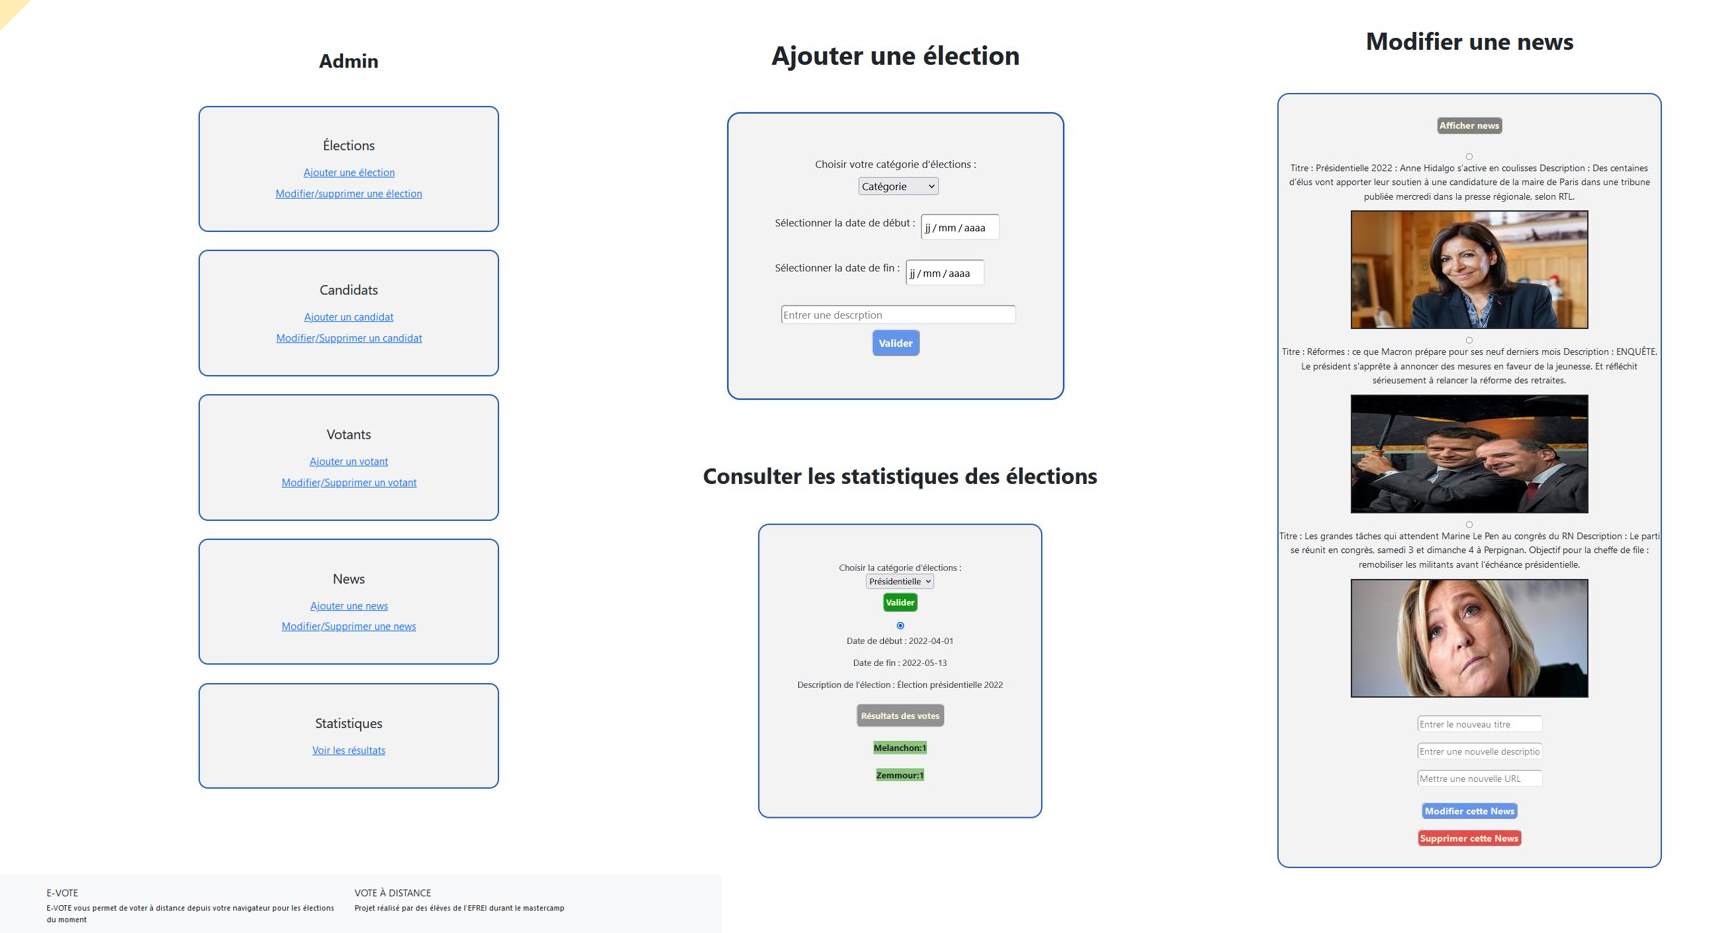 Admin
Élections
Ajouter une élection
Modifier/supprimer une élection
Candidats
Ajouter un candidat
Modifier/Supprimer un candidat
Votants
Ajouter un votant
Modifier/Supprimer un votant
News
Ajouter une news
Modifier/Supprimer une news
Statistiques
Voir les résultats
E-VOTE
E-VOTE vous permet de voter à distance depuis votre navigateur pour les élections
du moment
VOTE À DISTANCE
Projet réalisé par des élèves de l'EFREI durant le mastercamp
Ajouter une élection
Choisir votre catégorie d'élections :
Catégorie
Sélectionner la date de début : jj/mm/aaaa
Sélectionner la date de fin : jj/mm/aaaa
Entrer une descrption
Valider
Consulter les statistiques des élections
Choisir la catégorie d'élections :
Présidentielle
Valider
Date de début : 2022-04-01
Date de fin : 2022-05-13
Description de l'élection : Élection présidentielle 2022
Résultats des votes
Melanchon:1
Zemmour:1
Modifier une news
Afficher news
Titre : Présidentielle 2022 : Anne Hidalgo s'active en coulisses Description : Des centaines
d'élus vont apporter leur soutien à une candidature de la maire de Paris dans une tribune
publiée mercredi dans la presse régionale, selon RTL.
Titre : Réformes : ce que Macron prépare pour ses neuf derniers mois Description : ENQUÊTE.
Le président s'apprête à annoncer des mesures en faveur de la jeunesse. Et réfléchit
sérieusement à relancer la réforme des retraites.
Titre : Les grandes tâches qui attendent Marine Le Pen au congrès du RN Description : Le parti
se réunit en congrès, samedi 3 et dimanche 4 à Perpignan. Objectif pour la cheffe de file :
remobiliser les militants avant l'échéance présidentielle.
Entrer le nouveau titre
Entrer une nouvelle descriptio
Mettre une nouvelle URL
Modifier cette News
Supprimer cette News